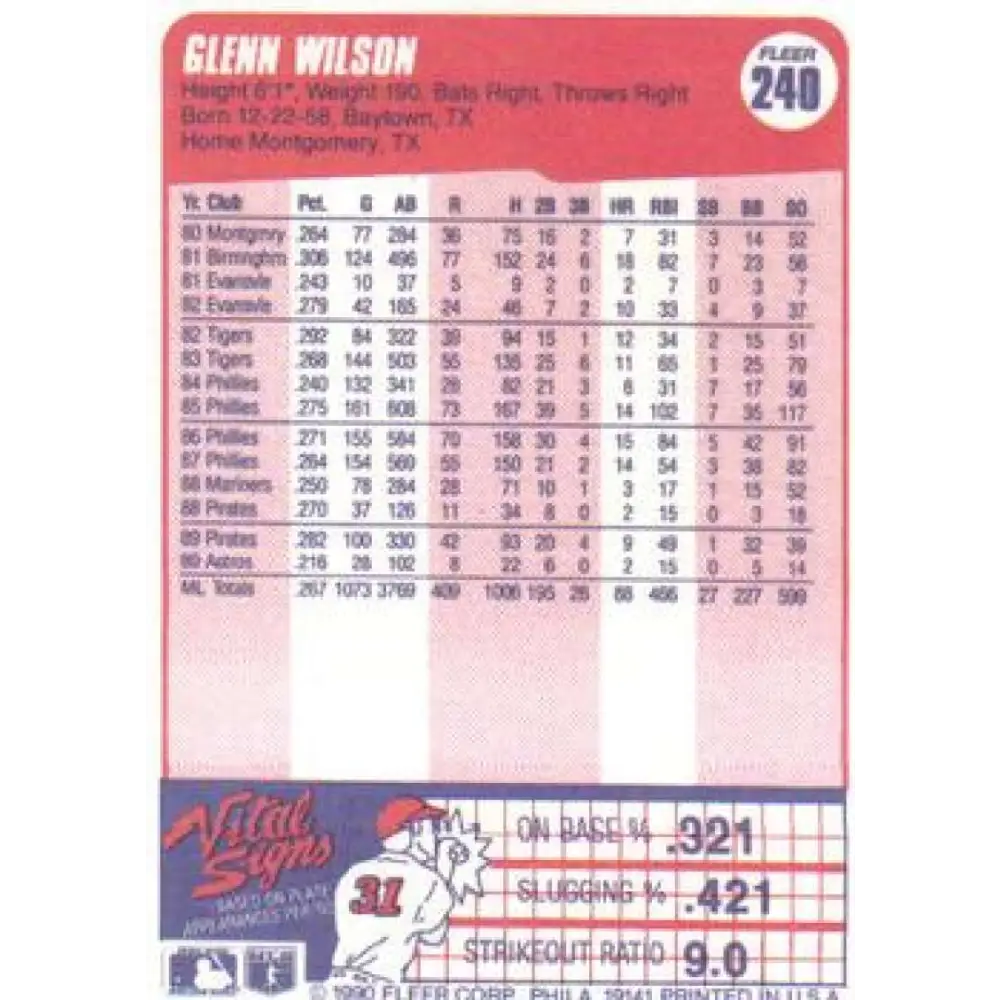 GLENN WILSON
FLEER
240
Height 6'1", Weight 190, Bats Right, Throws Right
Born 12-22-58, Baytown, TX
Home Montgomery, TX
Yr. Club Pct. G AB R H 2B 3B HR RBI SB BB SO
80 Montgmry .264 77 284 36 75 16 2 7 31 3 14 52
81 Birmnghm .306 124 496 77 152 24 6 18 82 7 23 56
81 Evansvle .243 10 37 5 9 2 0 2 7 0 3 7
82 Evansvle .279 42 165 24 46 7 2 10 33 4 9 37
82 Tigers .292 84 322 39 94 15 1 12 34 2 15 51
83 Tigers .268 144 503 55 135 25 6 11 65 1 25 79
84 Phillies .240 132 341 28 82 21 3 6 31 7 17 56
85 Phillies .275 161 608 73 167 39 5 14 102 7 35 117
86 Phillies .271 155 584 70 158 30 4 15 84 5 42 91
87 Phillies .264 154 569 55 150 21 2 14 54 3 38 82
88 Mariners .250 78 284 28 71 10 1 3 17 1 15 52
88 Pirates .270 37 126 11 34 8 0 2 15 0 3 18
89 Pirates .282 100 330 42 93 20 4 9 49 1 32 39
89 Astros .216 28 102 8 22 6 0 2 15 0 5 14
ML Totals .267 1073 3769 409 1006 195 26 88 466 27 227 599
Vital
Signs
BASED ON PLATE
APPEARANCES
31
ON BASE % .321
SLUGGING % .421
STRIKEOUT RATIO 9.0
© 1990 FLEER CORP., PHILA. 19141 PRINTED IN U.S.A.